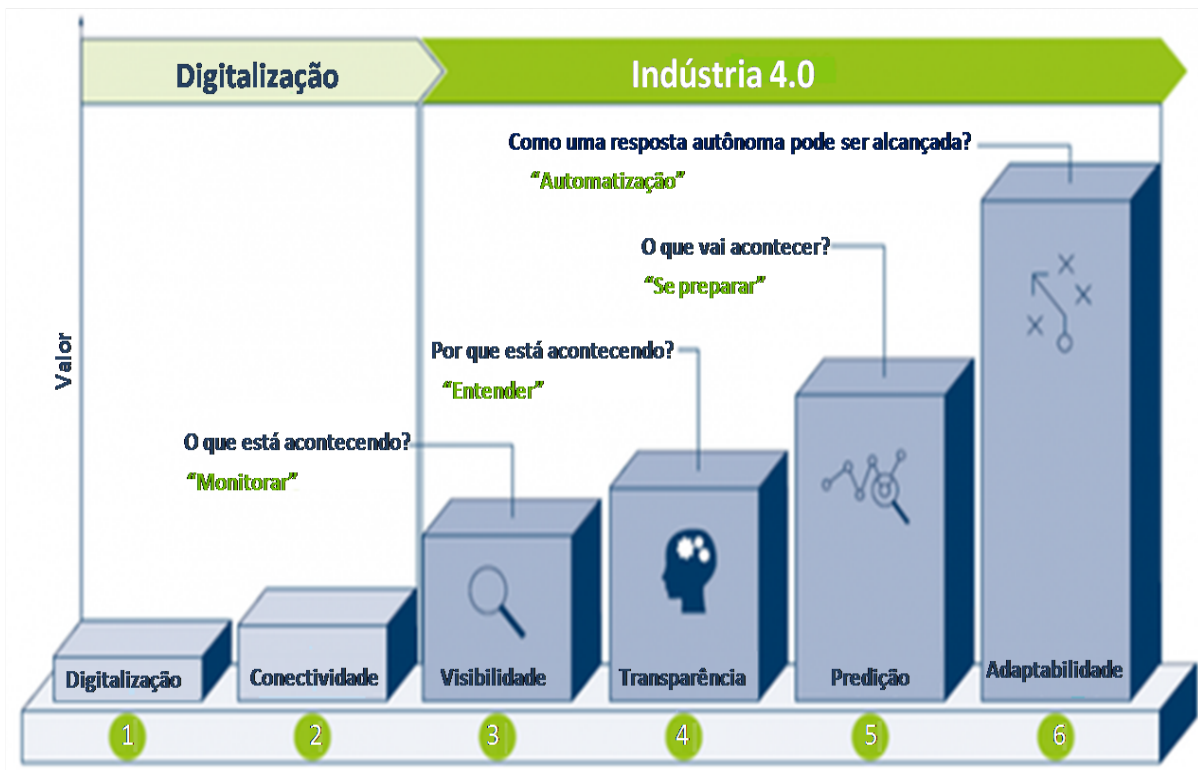 Digitalização
Indústria 4.0
Como uma resposta autônoma pode ser alcançada?
“Automatização”
O que vai acontecer?
“Se preparar”
Por que está acontecendo?
“Entender”
O que está acontecendo?
“Monitorar”
Valor
Digitalização
Conectividade
Visibilidade
Transparência
Predição
Adaptabilidade
1
2
3
4
5
6